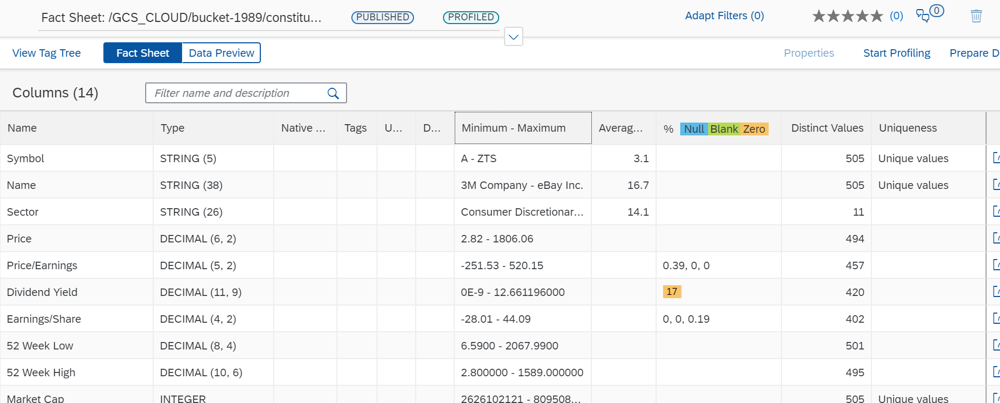 Fact Sheet: /GCS_CLOUD/bucket-1989/constitu... PUBLISHED PROFILED Adapt Filters (0) (0) 0
View Tag Tree Fact Sheet Data Preview Properties Start Profiling Prepare D
Columns (14) Filter name and description
Name Type Native ... Tags U... D... Minimum - Maximum Averag... % Null Blank Zero Distinct Values Uniqueness
Symbol STRING (5) A - ZTS 3.1 505 Unique values
Name STRING (38) 3M Company - eBay Inc. 16.7 505 Unique values
Sector STRING (26) Consumer Discretionar... 14.1 11
Price DECIMAL (6, 2) 2.82 - 1806.06 494
Price/Earnings DECIMAL (5, 2) -251.53 - 520.15 0.39, 0, 0 457
Dividend Yield DECIMAL (11, 9) 0E-9 - 12.661196000 17 420
Earnings/Share DECIMAL (4, 2) -28.01 - 44.09 0, 0, 0.19 402
52 Week Low DECIMAL (8, 4) 6.5900 - 2067.9900 501
52 Week High DECIMAL (10, 6) 2.800000 - 1589.000000 495
Market Cap INTEGER 2626102121 - 809508... 505 Unique values